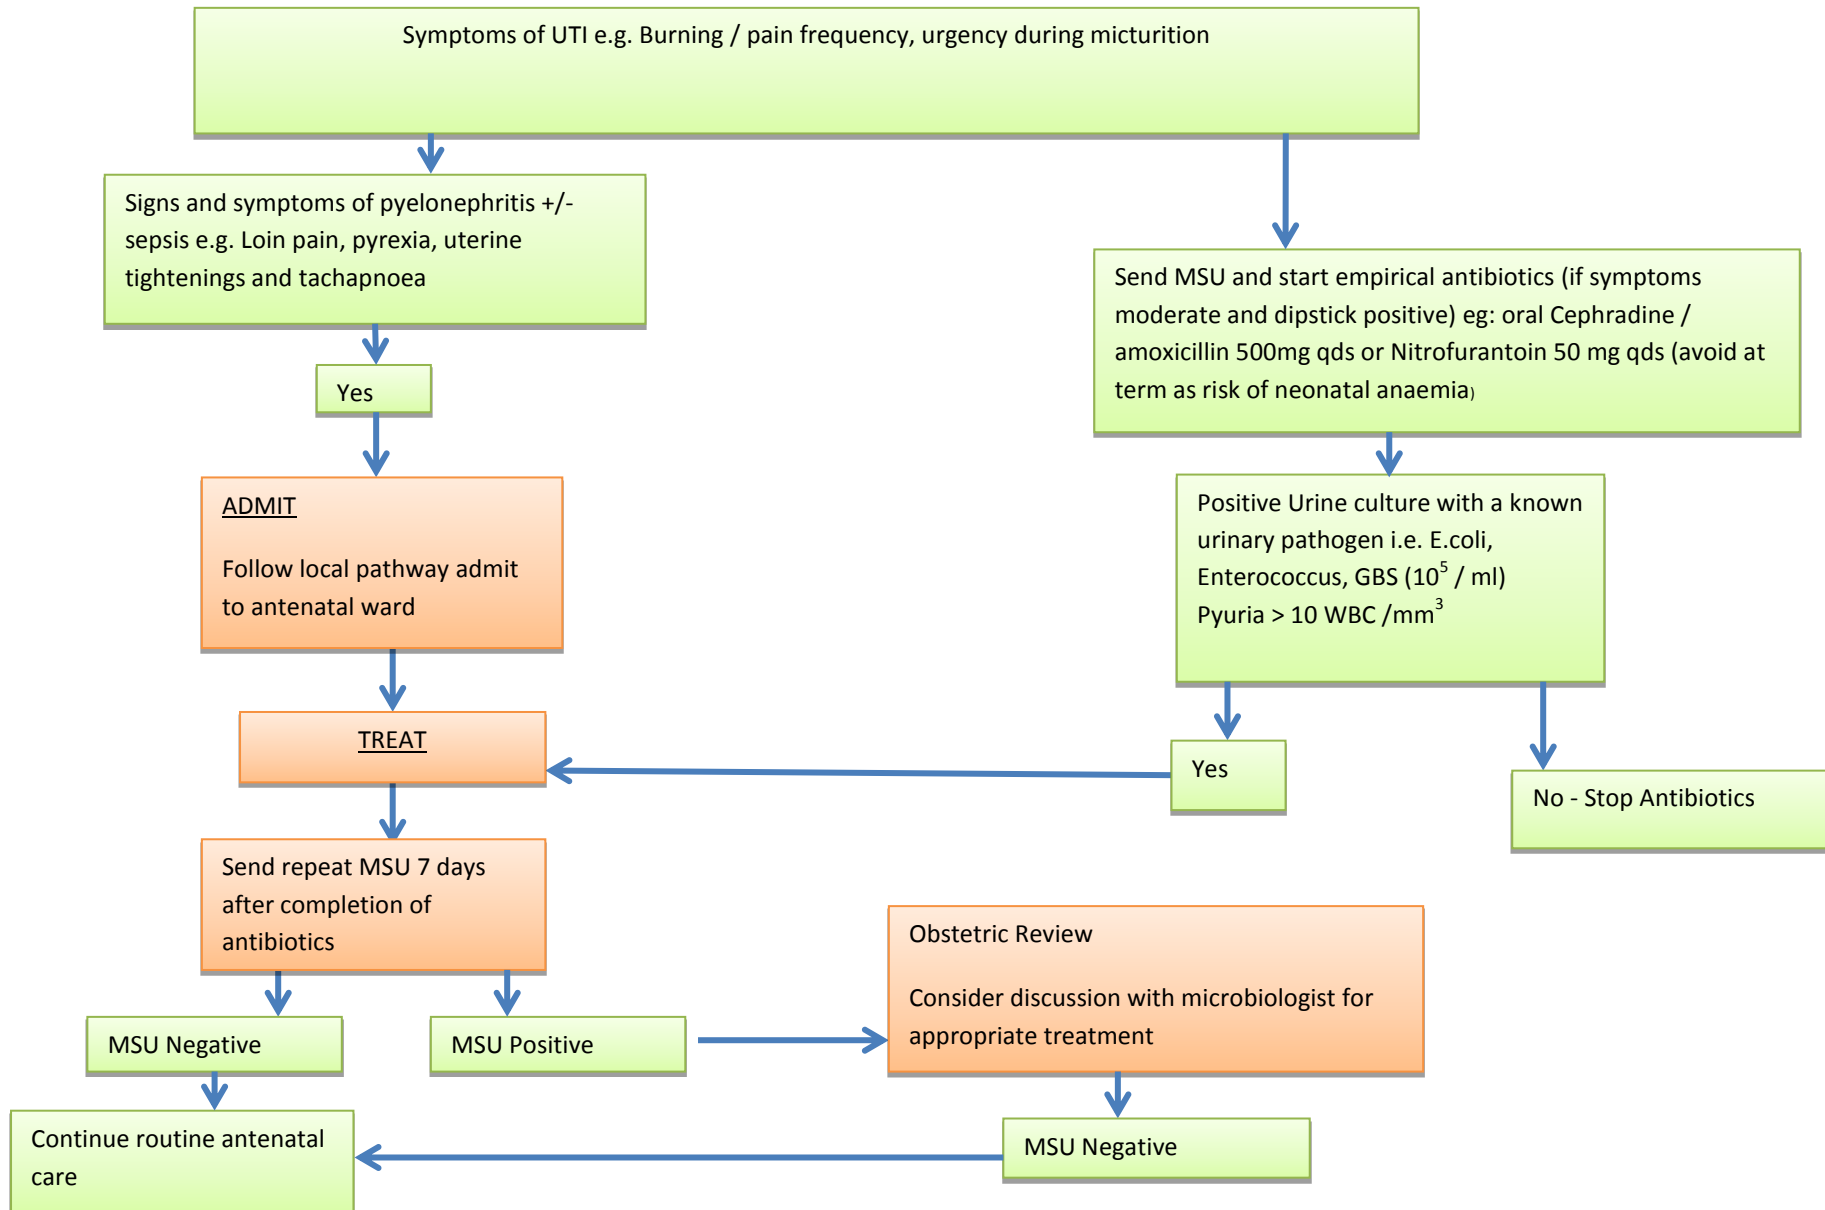 Symptoms of UTI e.g. Burning / pain frequency, urgency during micturition
Signs and symptoms of pyelonephritis +/-
sepsis e.g. Loin pain, pyrexia, uterine
tightenings and tachapnoea
Yes
ADMIT
Follow local pathway admit
to antenatal ward
TREAT
Send MSU and start empirical antibiotics (if symptoms
moderate and dipstick positive) eg: oral Cephradine /
amoxicillin 500mg qds or Nitrofurantoin 50 mg qds (avoid at
term as risk of neonatal anaemia)
Positive Urine culture with a known
urinary pathogen i.e. E.coli,
Enterococcus, GBS (10⁵ / ml)
Pyuria > 10 WBC /mm³
Yes
No - Stop Antibiotics
Send repeat MSU 7 days
after completion of
antibiotics
MSU Negative
MSU Positive
Obstetric Review
Consider discussion with microbiologist for
appropriate treatment
MSU Negative
Continue routine antenatal
care